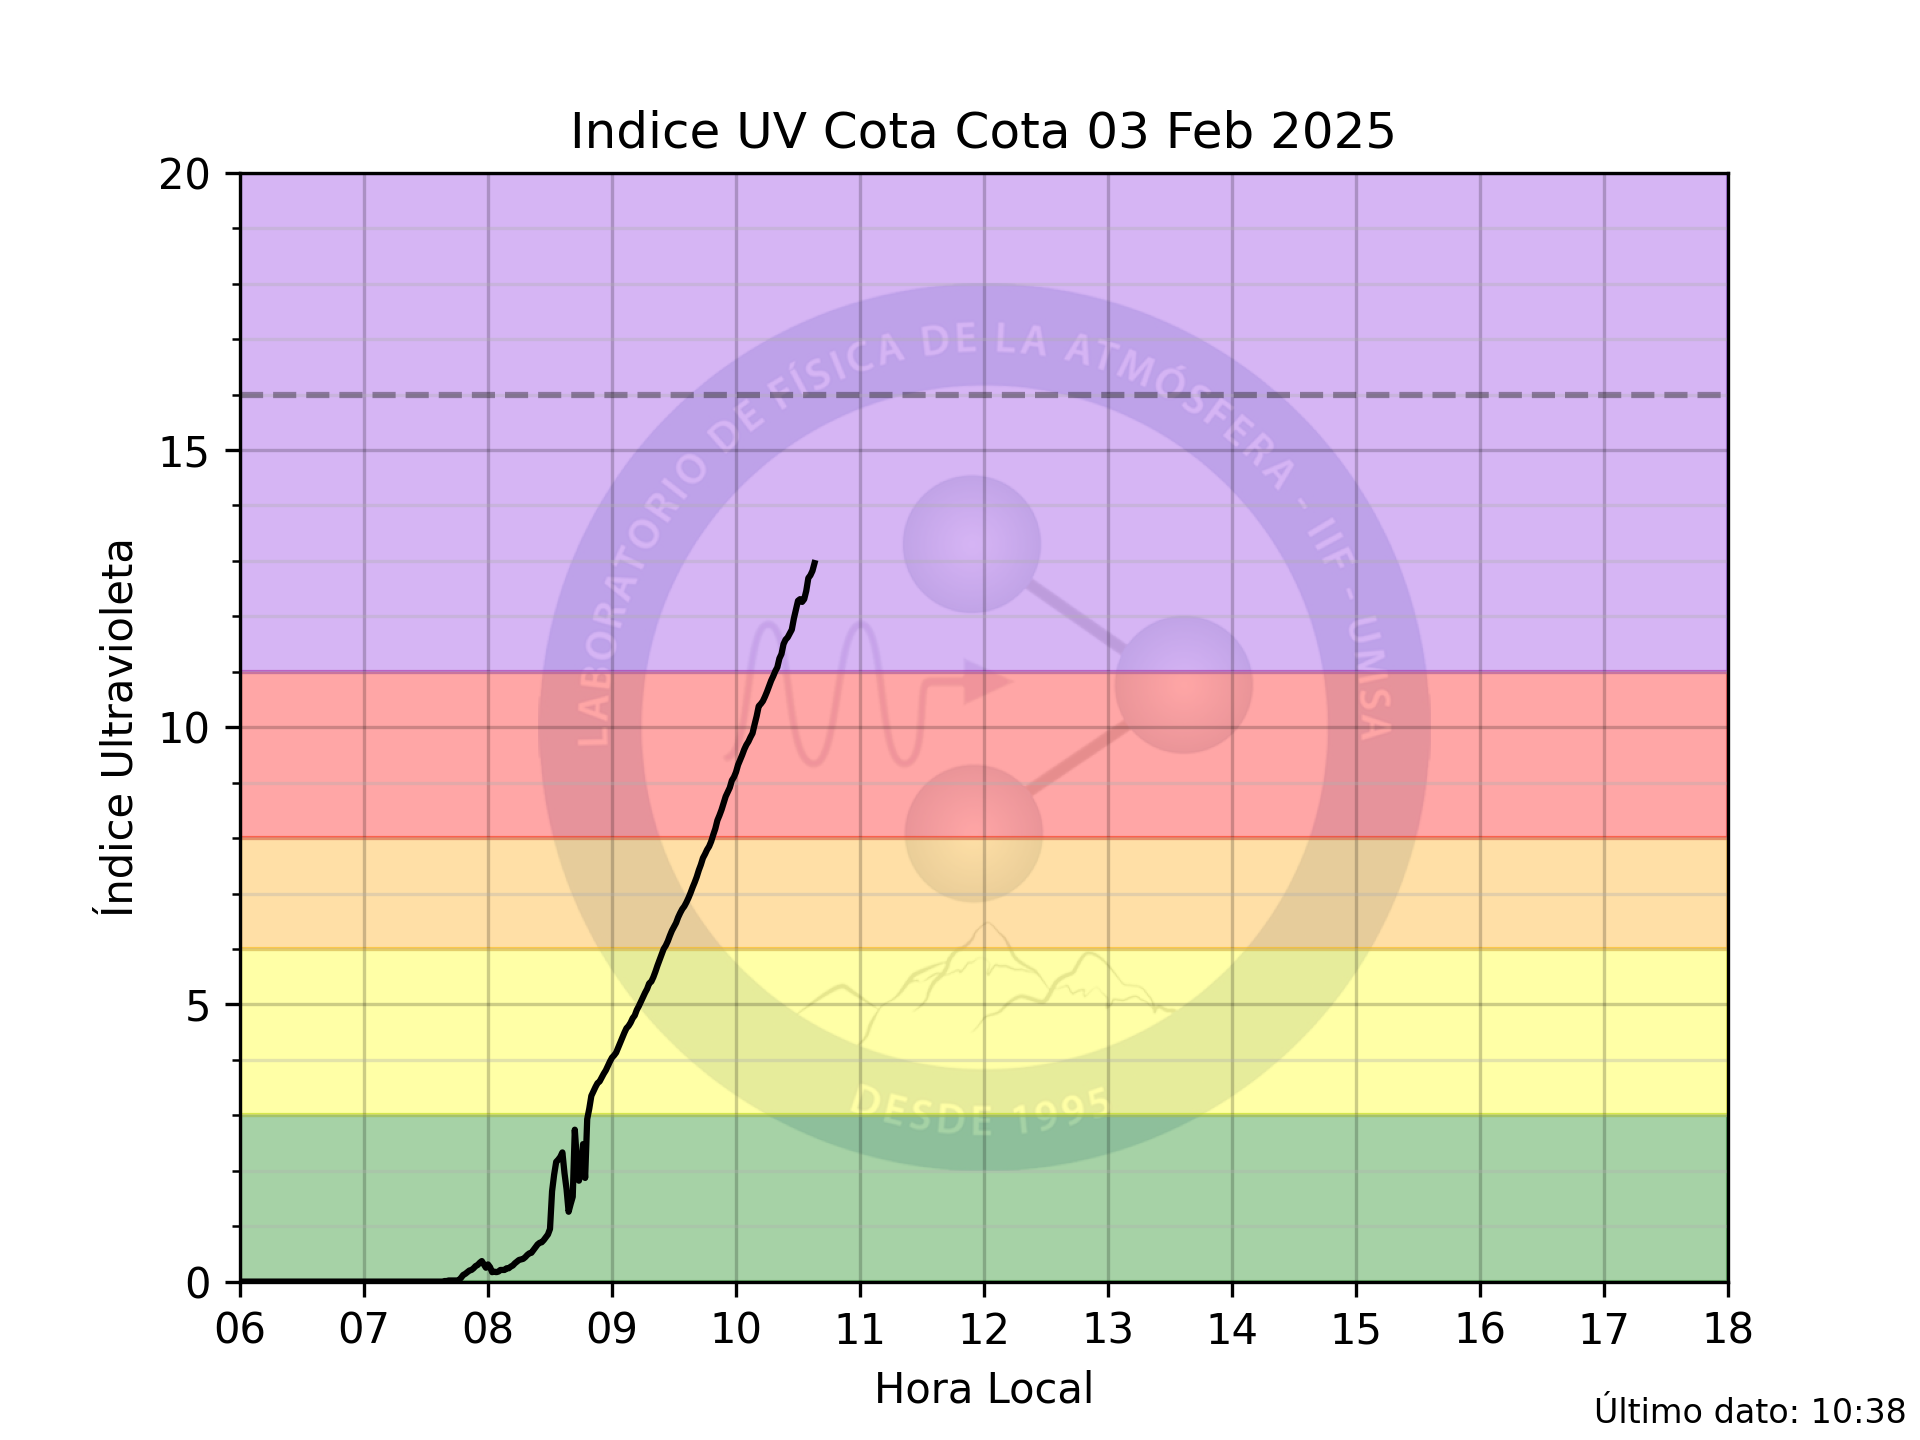 Indice UV Cota Cota 03 Feb 2025
20
15
10
5
0
Índice Ultravioleta
LABORATORIO DE FÍSICA DE LA ATMÓSFERA - IIF - UMSA
DESDE 1995
06 07 08 09 10 11 12 13 14 15 16 17 18
Hora Local
Último dato: 10:38